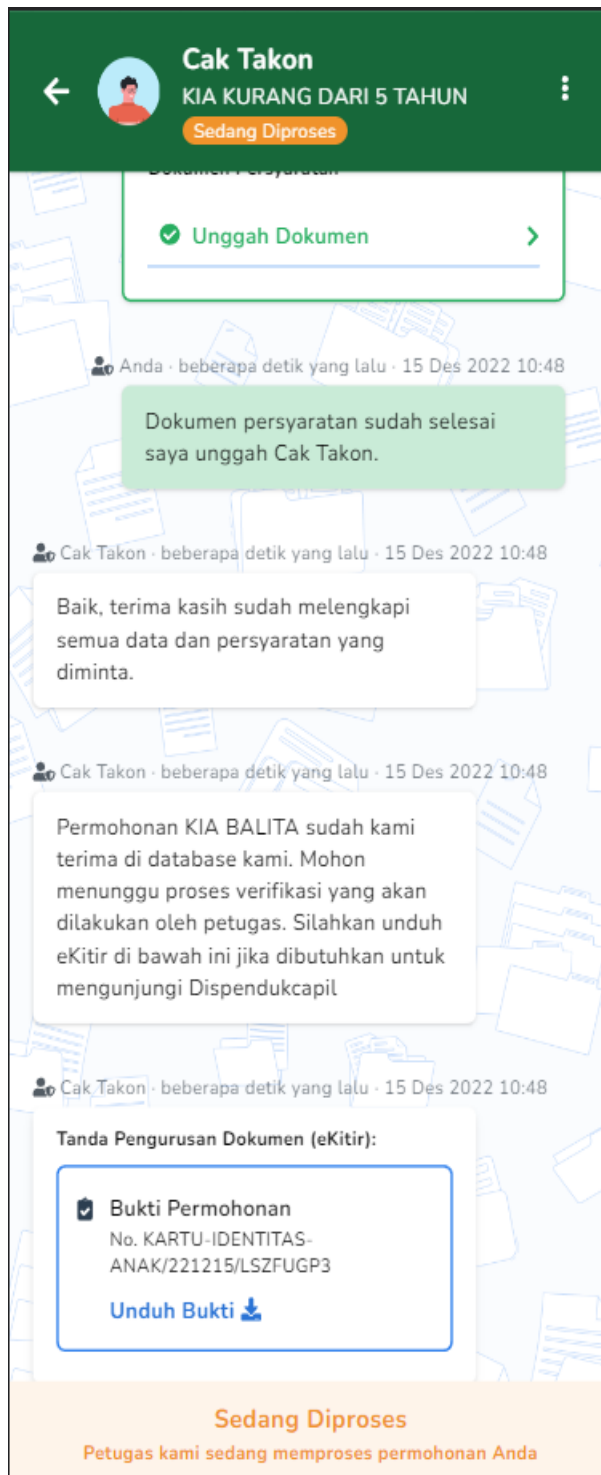 Cak Takon
KIA KURANG DARI 5 TAHUN
Sedang Diproses
Dokumen Persyaratan
Unggah Dokumen
Anda · beberapa detik yang lalu · 15 Des 2022 10:48
Dokumen persyaratan sudah selesai
saya unggah Cak Takon.
Cak Takon · beberapa detik yang lalu · 15 Des 2022 10:48
Baik, terima kasih sudah melengkapi
semua data dan persyaratan yang
diminta.
Cak Takon · beberapa detik yang lalu · 15 Des 2022 10:48
Permohonan KIA BALITA sudah kami
terima di database kami. Mohon
menunggu proses verifikasi yang akan
dilakukan oleh petugas. Silahkan unduh
eKitir di bawah ini jika dibutuhkan untuk
mengunjungi Dispendukcapil
Cak Takon · beberapa detik yang lalu · 15 Des 2022 10:48
Tanda Pengurusan Dokumen (eKitir):
Bukti Permohonan
No. KARTU-IDENTITAS-
ANAK/221215/LSZFUGP3
Unduh Bukti
Sedang Diproses
Petugas kami sedang memproses permohonan Anda